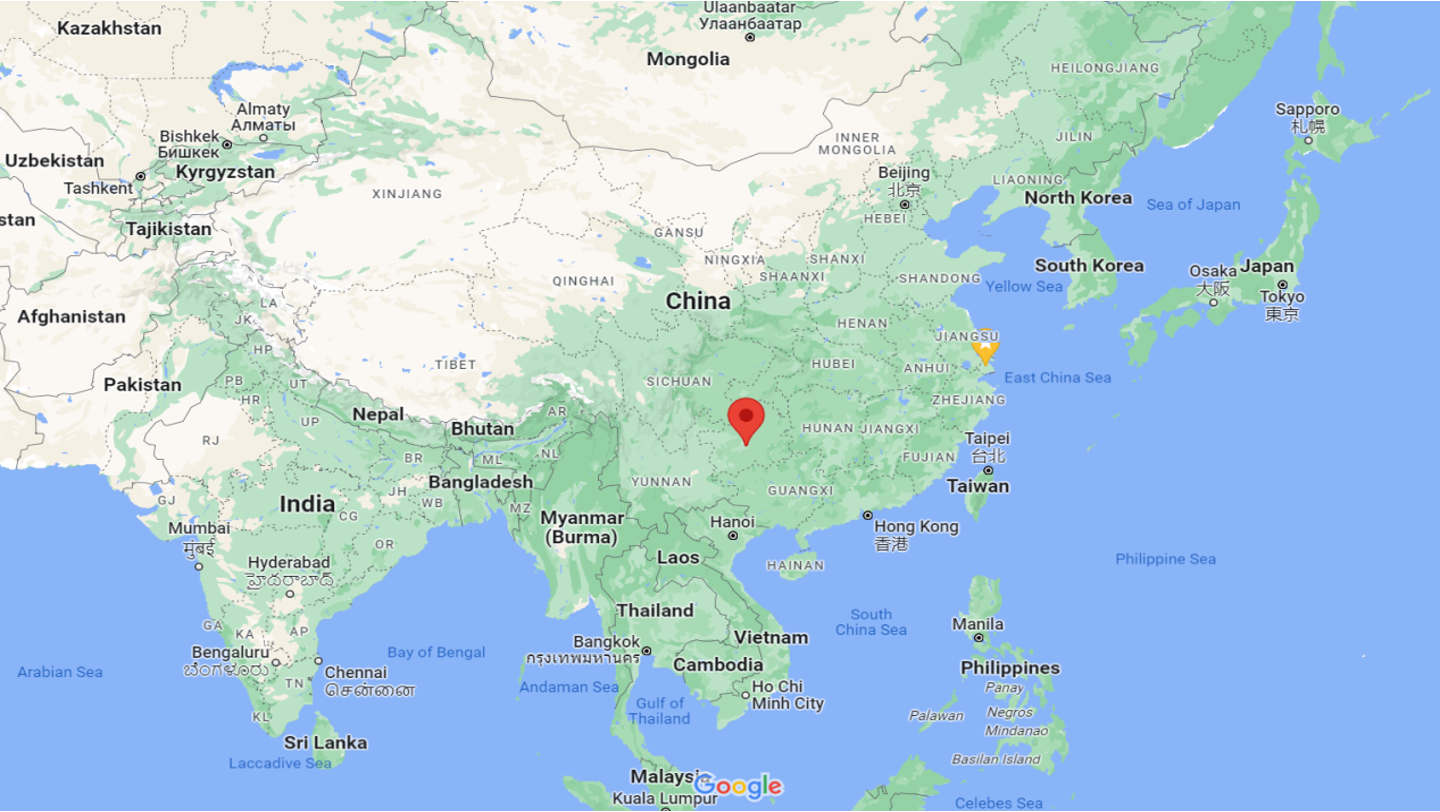 Ulaanbaatar
Улаанбаатар
Kazakhstan
Mongolia
HEILONGJIANG
Almaty
Алматы
Sapporo
札幌
Bishkek
Бишкек
INNER
MONGOLIA
JILIN
Uzbekistan
Kyrgyzstan
Beijing
北京
Tashkent
XINJIANG
LIAONING
North Korea
Sea of Japan
stan
Tajikistan
HEBEI
GANSU
NINGXIA
SHANXI
SHAANXI
South Korea
Osaka
大阪
Japan
QINGHAI
SHANDONG
Yellow Sea
Tokyo
東京
China
LA
JK
Afghanistan
HENAN
JIANGSU
HP
TIBET
HUBEI
ANHUI
East China Sea
Pakistan
PB
UT
HR
SICHUAN
ZHEJIANG
Nepal
AR
UP
Bhutan
HUNAN
JIANGXI
RJ
Taipei
台北
BR
ML
NL
FUJIAN
Bangladesh
YUNNAN
GUANGXI
Taiwan
GJ
India
JH
WB
CG
MZ
Myanmar
(Burma)
Hanoi
Hong Kong
香港
Mumbai
मुंबई
OR
Laos
HAINAN
Philippine Sea
Hyderabad
హైదరాబాద్
Thailand
South
China Sea
GA
KA
AP
Manila
Vietnam
Bangkok
กรุงเทพมหานคร
Bengaluru
ಬೆಂಗಳೂರು
Bay of Bengal
Arabian Sea
Chennai
சென்னை
Cambodia
Philippines
TN
Andaman Sea
Ho Chi
Minh City
Panay
Gulf of
Thailand
KL
Palawan
Negros
Mindanao
Sri Lanka
Laccadive Sea
Basilan Island
Malaysi
Google
Kuala Lumpur
Celebes Sea